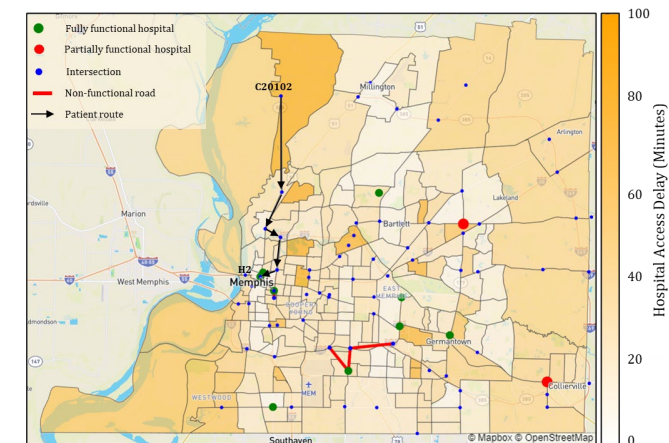 Fully functional hospital
Partially functional hospital
Intersection
Non-functional road
Patient route
C20102
Millington
Arlington
Lakeland
Marion
Bartlett
West Memphis
H2
Memphis
EAST
Germantown
Collierville
WESTWOOD
MEM
Southaven
© Mapbox © OpenStreetMap
100
80
60
40
20
0
Hospital Access Delay (Minutes)